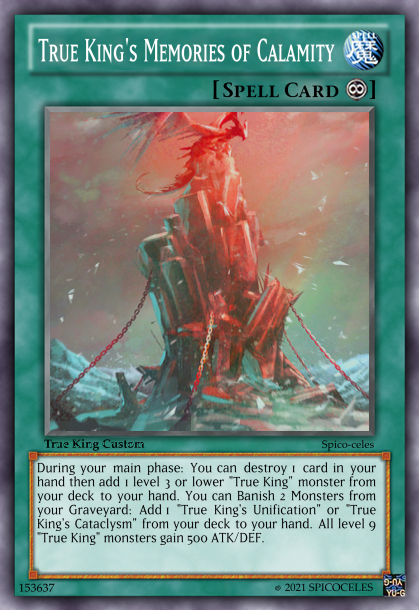 True King's Memories of Calamity 魔
[Spell Card ♾]
True King Custom Spico-celes
During your main phase: You can destroy 1 card in your
hand then add 1 level 3 or lower "True King" monster from
your deck to your hand. You can Banish 2 Monsters from
your Graveyard: Add 1 "True King's Unification" or "True
King's Cataclysm" from your deck to your hand. All level 9
"True King" monsters gain 500 ATK/DEF.
153637 © 2021 SPICOCELES
YU-G